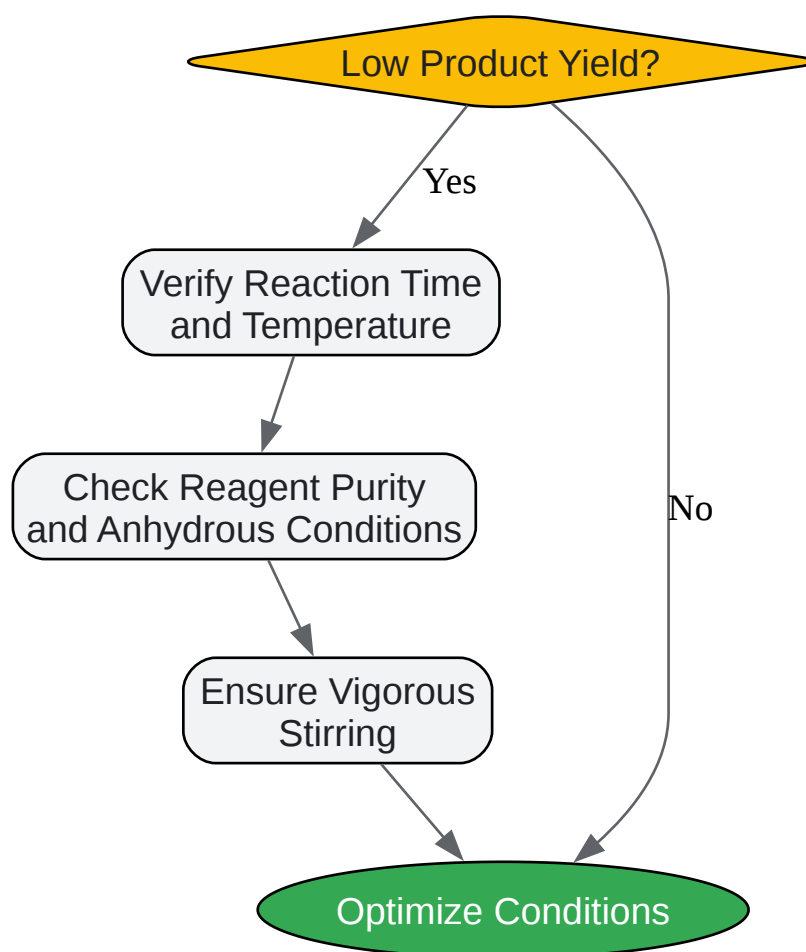 Low Product Yield?
Yes
Verify Reaction Time
and Temperature
Check Reagent Purity
and Anhydrous Conditions
No
Ensure Vigorous
Stirring
Optimize Conditions